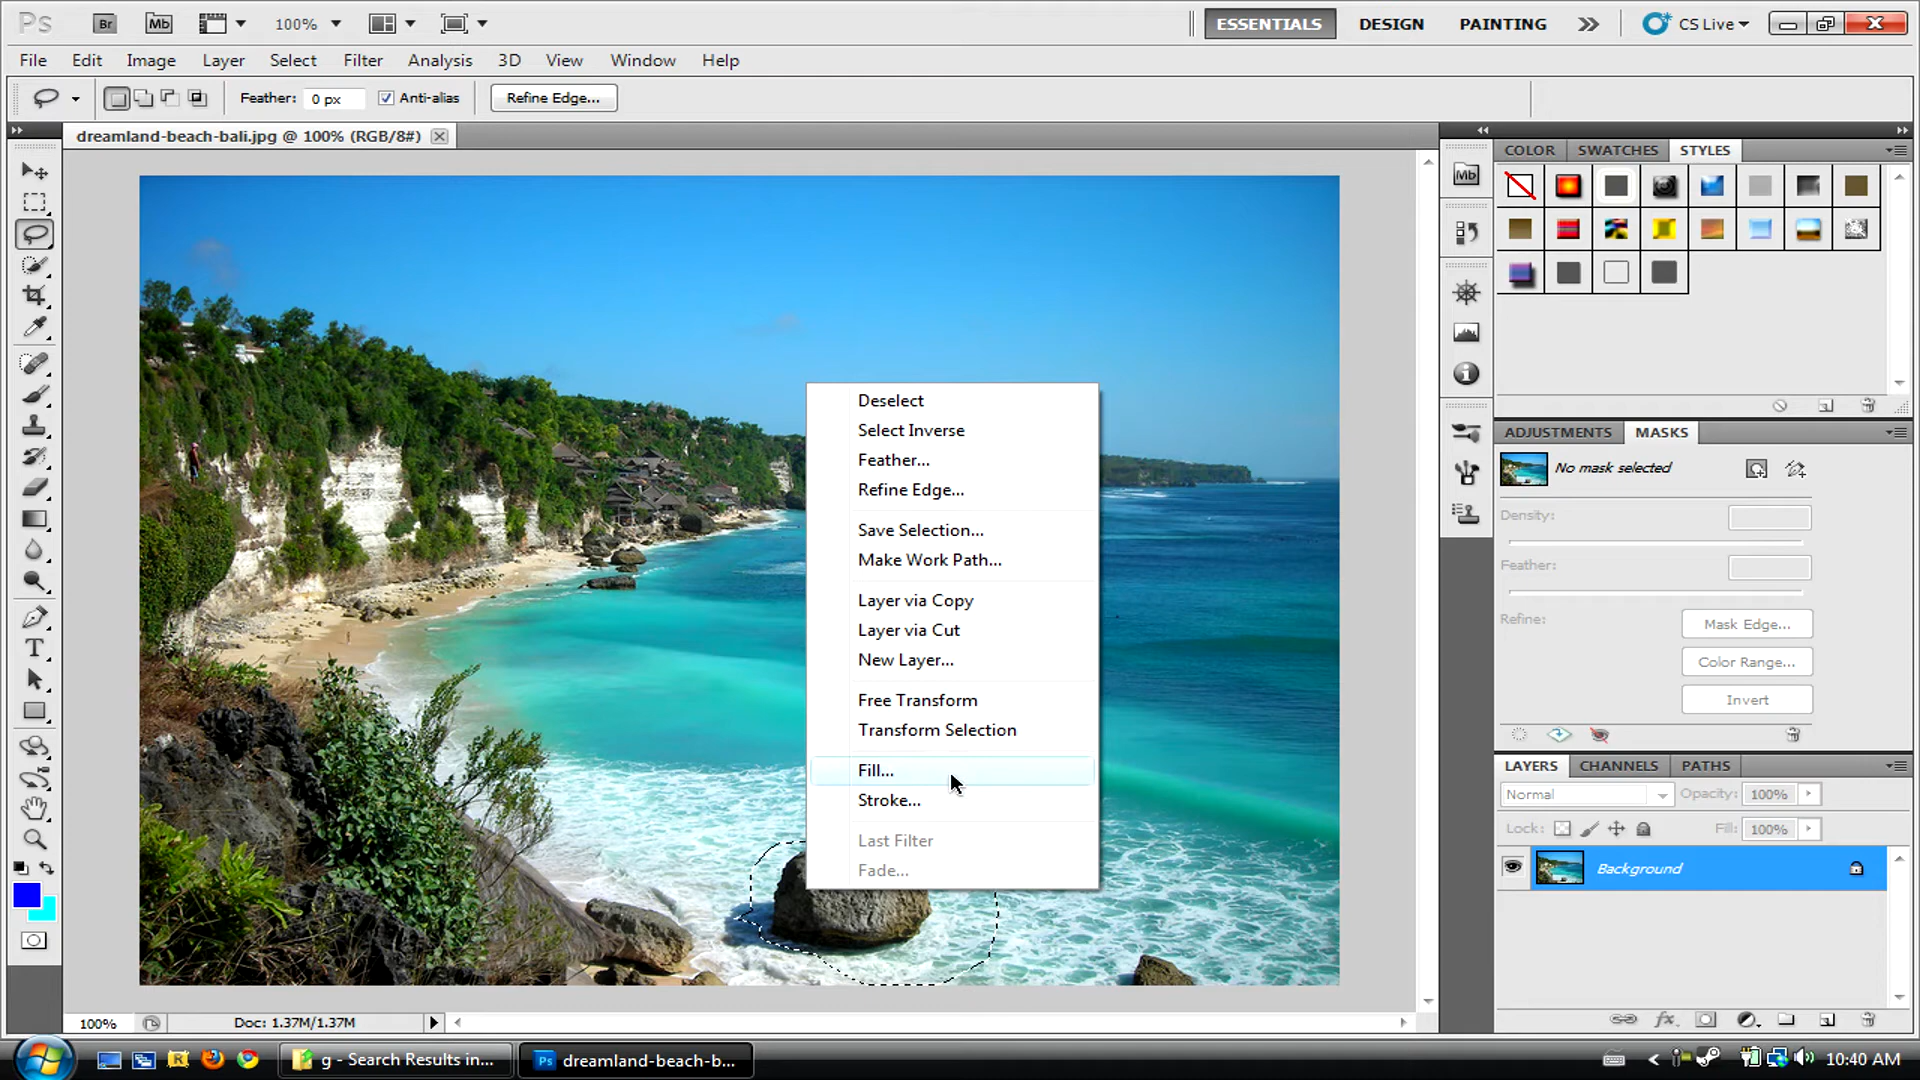 Ps Br Mb 100% ESSENTIALS DESIGN PAINTING CS Live
File Edit Image Layer Select Filter Analysis 3D View Window Help
Feather: 0 px Anti-alias Refine Edge...
dreamland-beach-bali.jpg @ 100% (RGB/8#)
COLOR SWATCHES STYLES
Mb
Deselect
Select Inverse
Feather...
Refine Edge...
Save Selection...
Make Work Path...
Layer via Copy
Layer via Cut
New Layer...
Free Transform
Transform Selection
Fill...
Stroke...
Last Filter
Fade...
ADJUSTMENTS MASKS
No mask selected
Density:
Feather:
Refine: Mask Edge...
Color Range...
Invert
LAYERS CHANNELS PATHS
Normal Opacity: 100%
Lock: Fill: 100%
Background
100% Doc: 1.37M/1.37M
g - Search Results in... Ps dreamland-beach-b... 10:40 AM